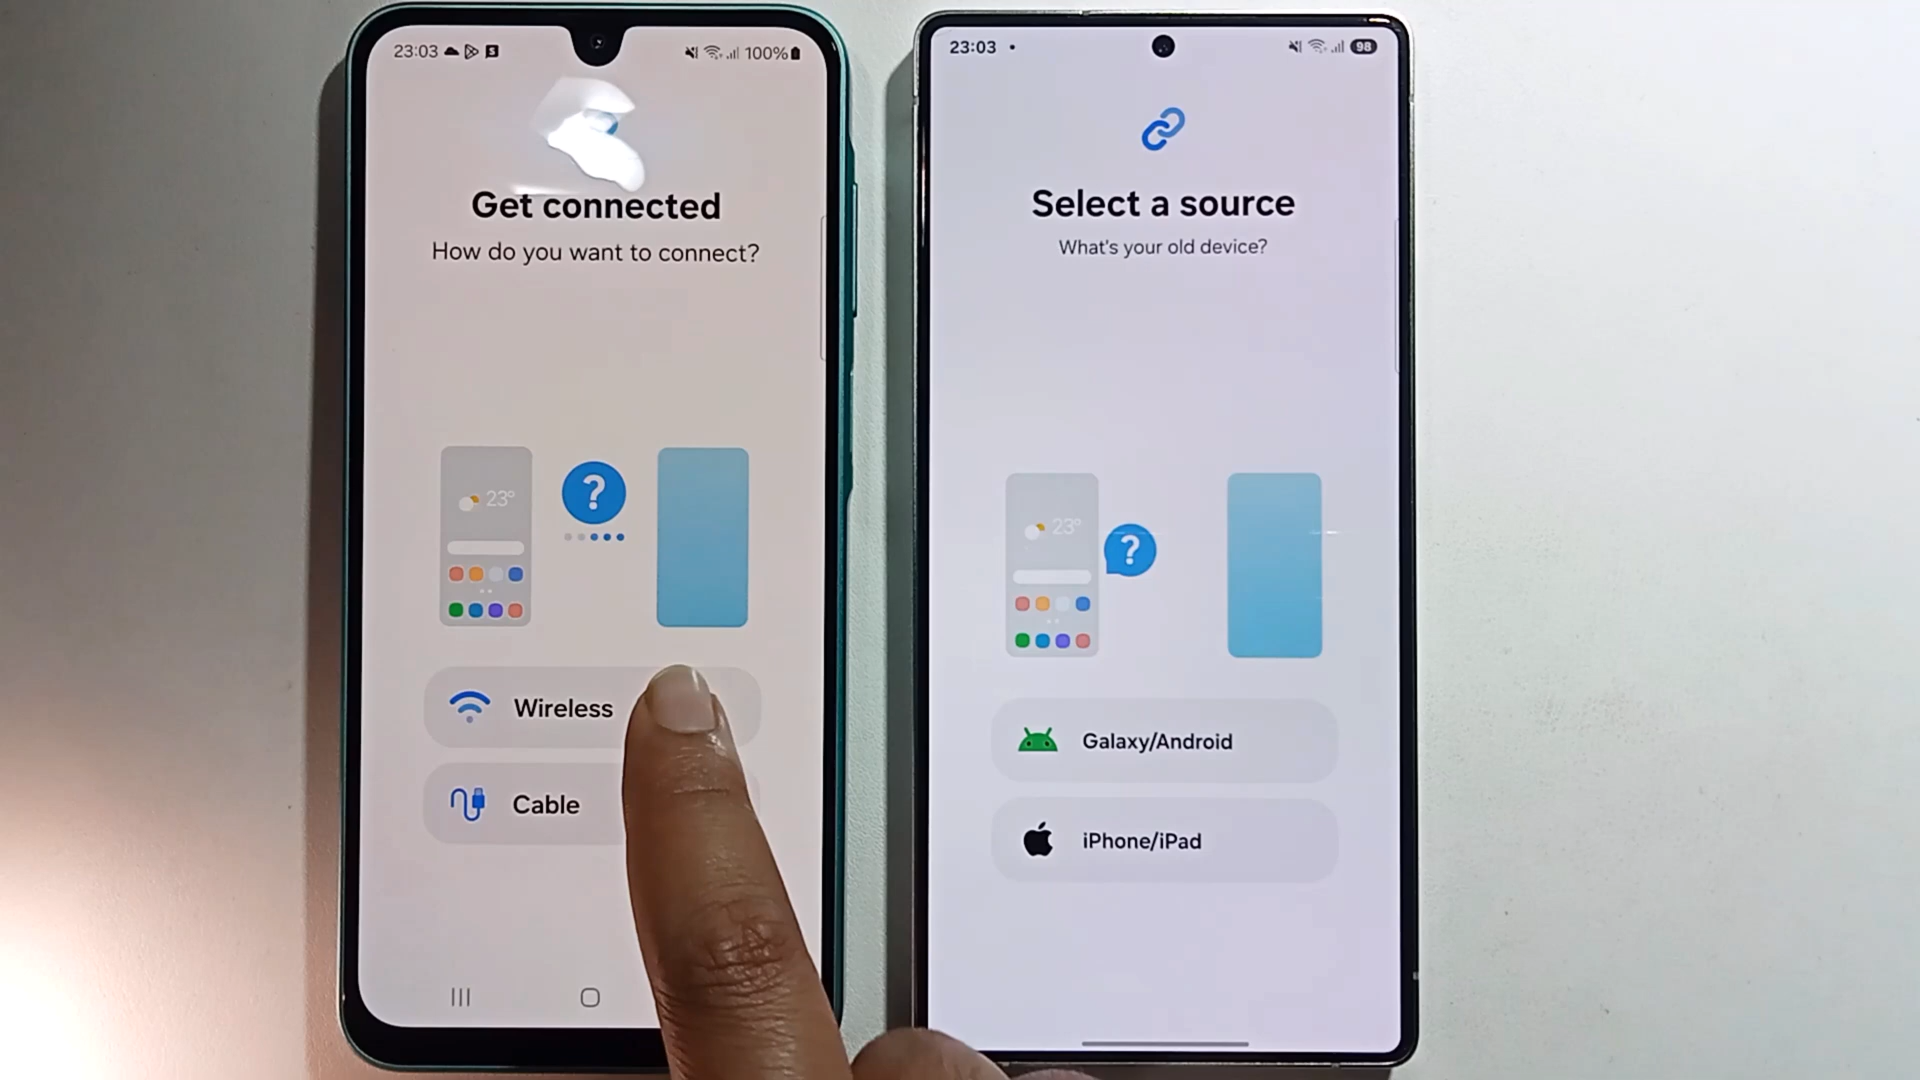 23:03
100%
Get connected
How do you want to connect?
23°
?
Wireless
Cable
23:03
98
Select a source
What's your old device?
23°
?
Galaxy/Android
iPhone/iPad